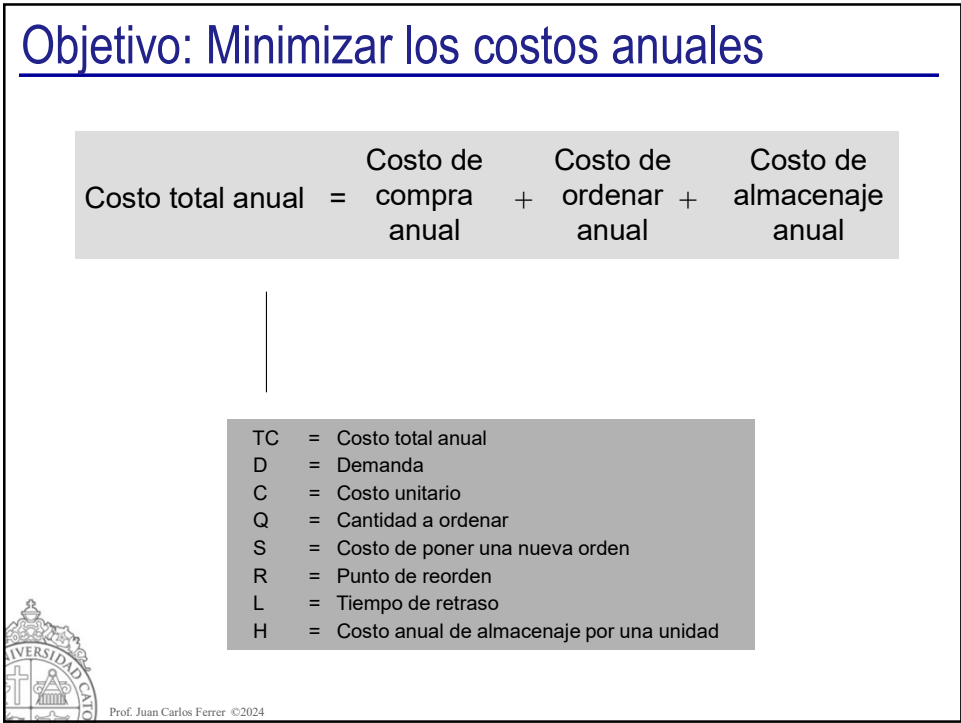 Objetivo: Minimizar los costos anuales
Costo total anual = Costo de compra anual + Costo de ordenar anual + Costo de almacenaje anual
TC = Costo total anual
D = Demanda
C = Costo unitario
Q = Cantidad a ordenar
S = Costo de poner una nueva orden
R = Punto de reorden
L = Tiempo de retraso
H = Costo anual de almacenaje por una unidad
Prof. Juan Carlos Ferrer ©2024